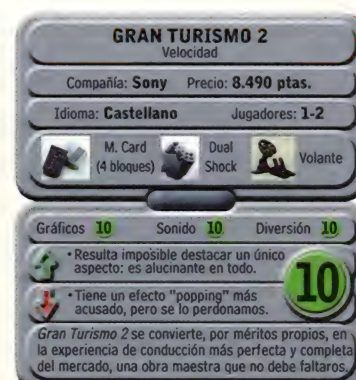 GRAN TURISMO 2
Velocidad
Compañía: Sony Precio: 8.490 ptas.
Idioma: Castellano Jugadores: 1-2
M. Card
(4 bloques)
Dual
Shock
Volante
Gráficos 10 Sonido 10 Diversión 10
• Resulta imposible destacar un único
aspecto: es alucinante en todo.
• Tiene un efecto "popping" más
acusado, pero se lo perdonamos.
10
Gran Turismo 2 se convierte, por méritos propios, en
la experiencia de conducción más perfecta y completa
del mercado, una obra maestra que no debe faltaros.